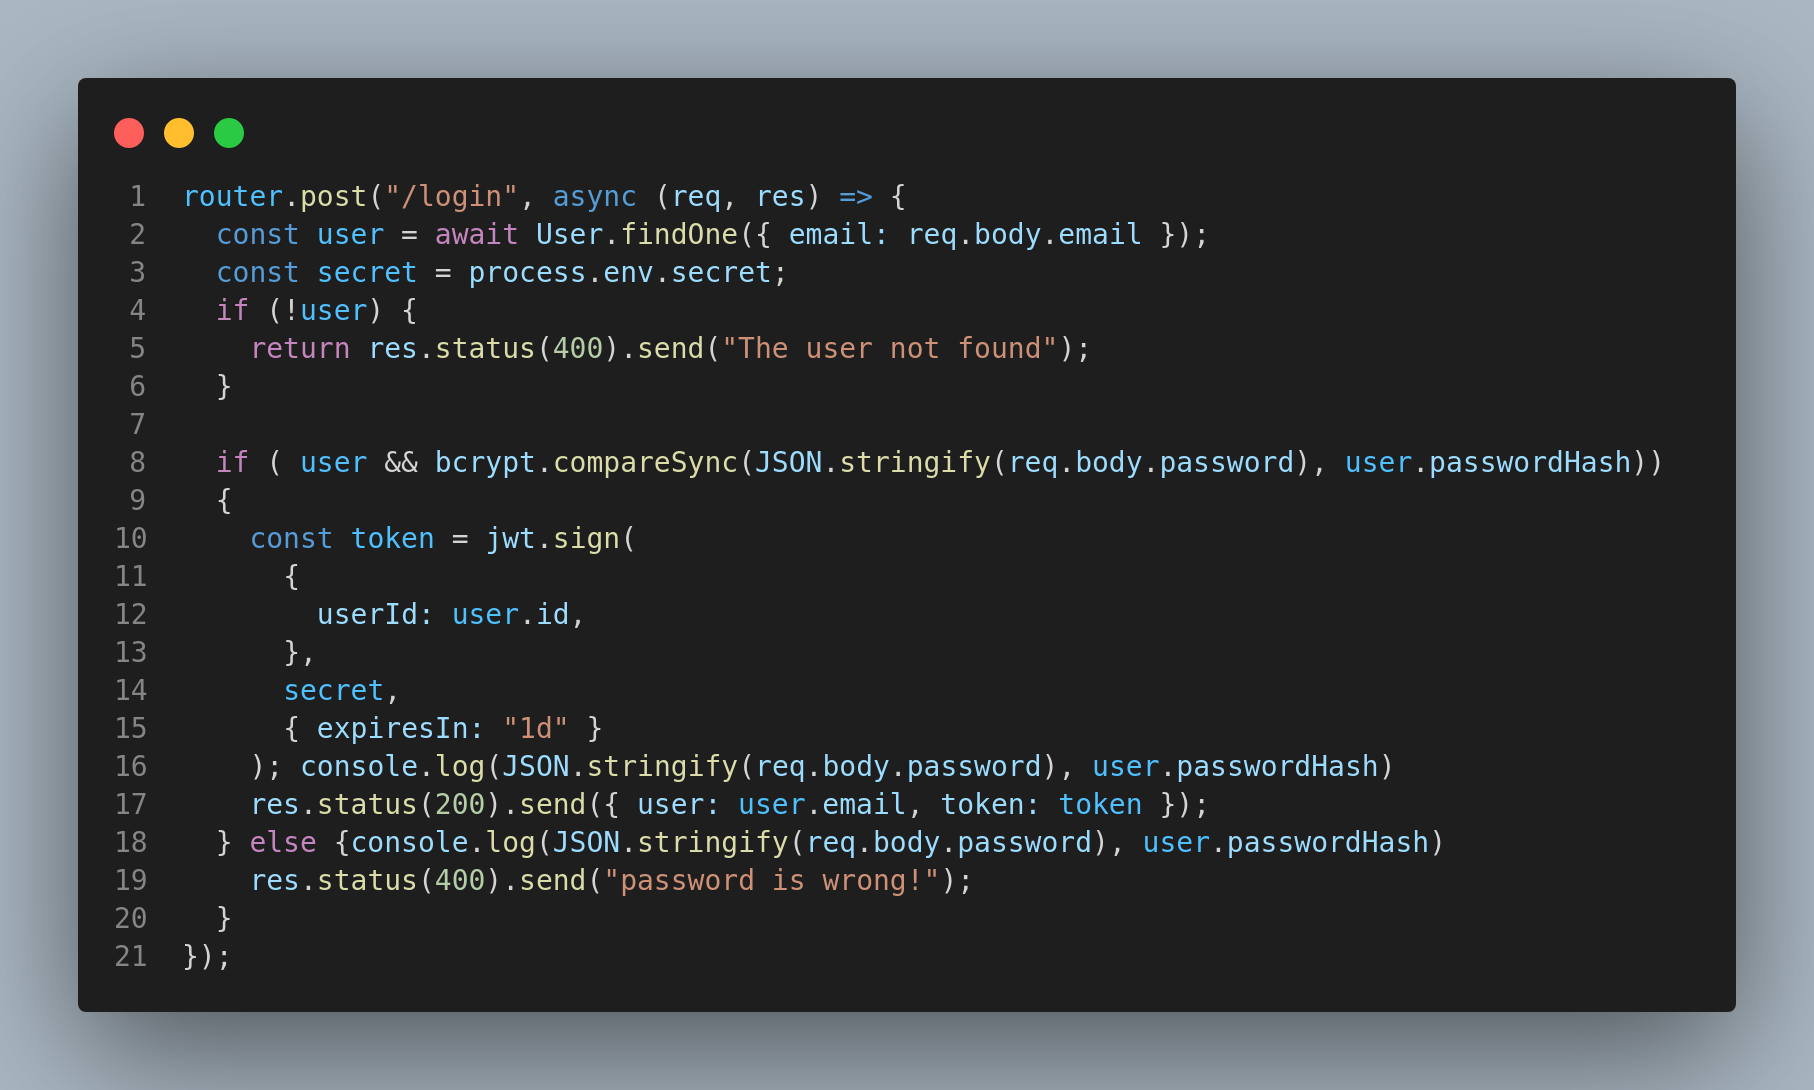 1 router.post("/login", async (req, res) => {
2   const user = await User.findOne({ email: req.body.email });
3   const secret = process.env.secret;
4   if (!user) {
5     return res.status(400).send("The user not found");
6   }
7
8   if ( user && bcrypt.compareSync(JSON.stringify(req.body.password), user.passwordHash))
9   {
10     const token = jwt.sign(
11       {
12         userId: user.id,
13       },
14       secret,
15       { expiresIn: "1d" }
16     ); console.log(JSON.stringify(req.body.password), user.passwordHash)
17     res.status(200).send({ user: user.email, token: token });
18   } else {console.log(JSON.stringify(req.body.password), user.passwordHash)
19     res.status(400).send("password is wrong!");
20   }
21 });